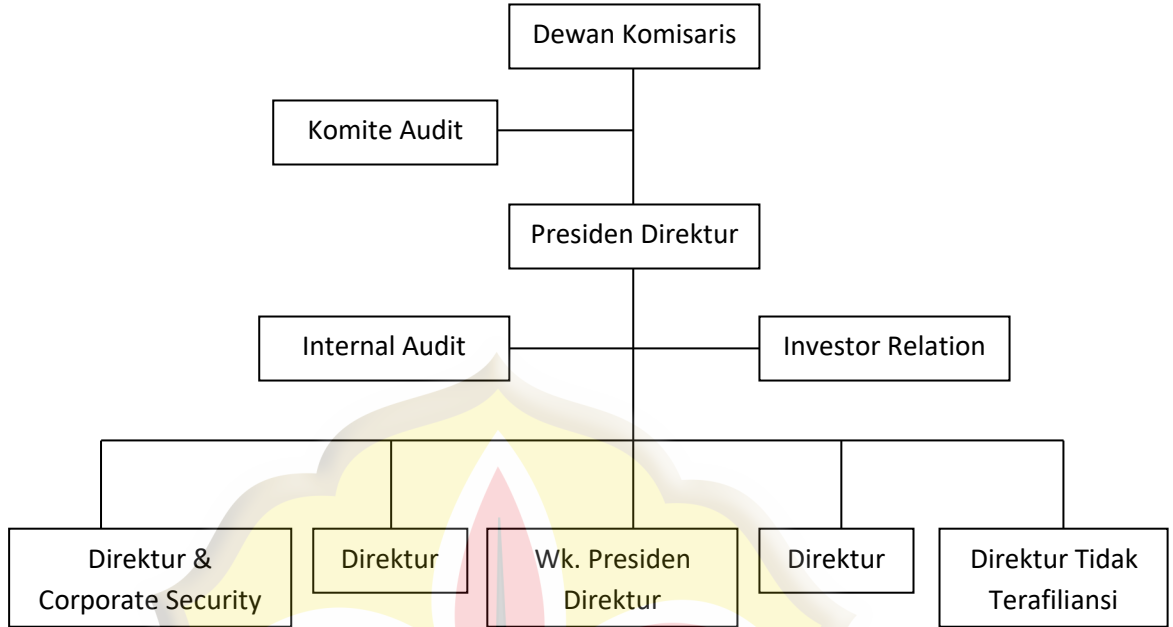 Dewan Komisaris
Komite Audit
Presiden Direktur
Internal Audit
Investor Relation
Direktur &
Corporate Security
Direktur
Wk. Presiden
Direktur
Direktur
Direktur Tidak
Terafiliansi